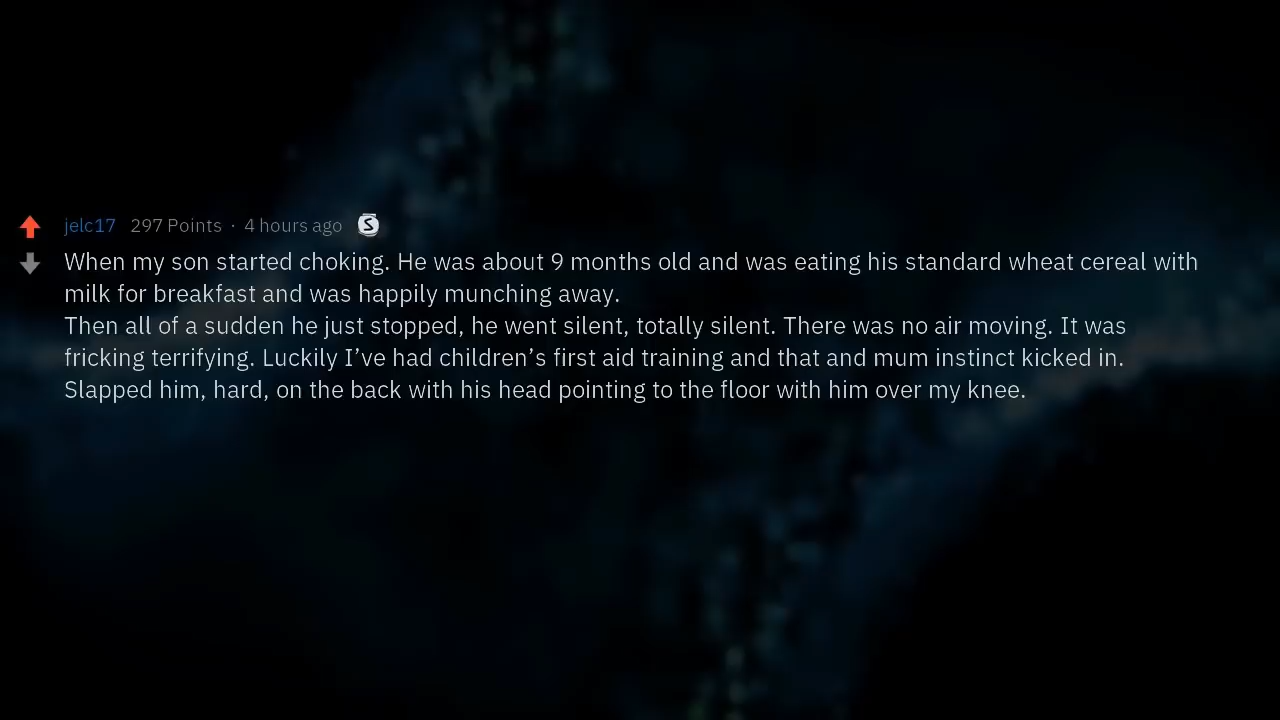 jelc17 297 Points · 4 hours ago S
When my son started choking. He was about 9 months old and was eating his standard wheat cereal with
milk for breakfast and was happily munching away.
Then all of a sudden he just stopped, he went silent, totally silent. There was no air moving. It was
fricking terrifying. Luckily I’ve had children’s first aid training and that and mum instinct kicked in.
Slapped him, hard, on the back with his head pointing to the floor with him over my knee.